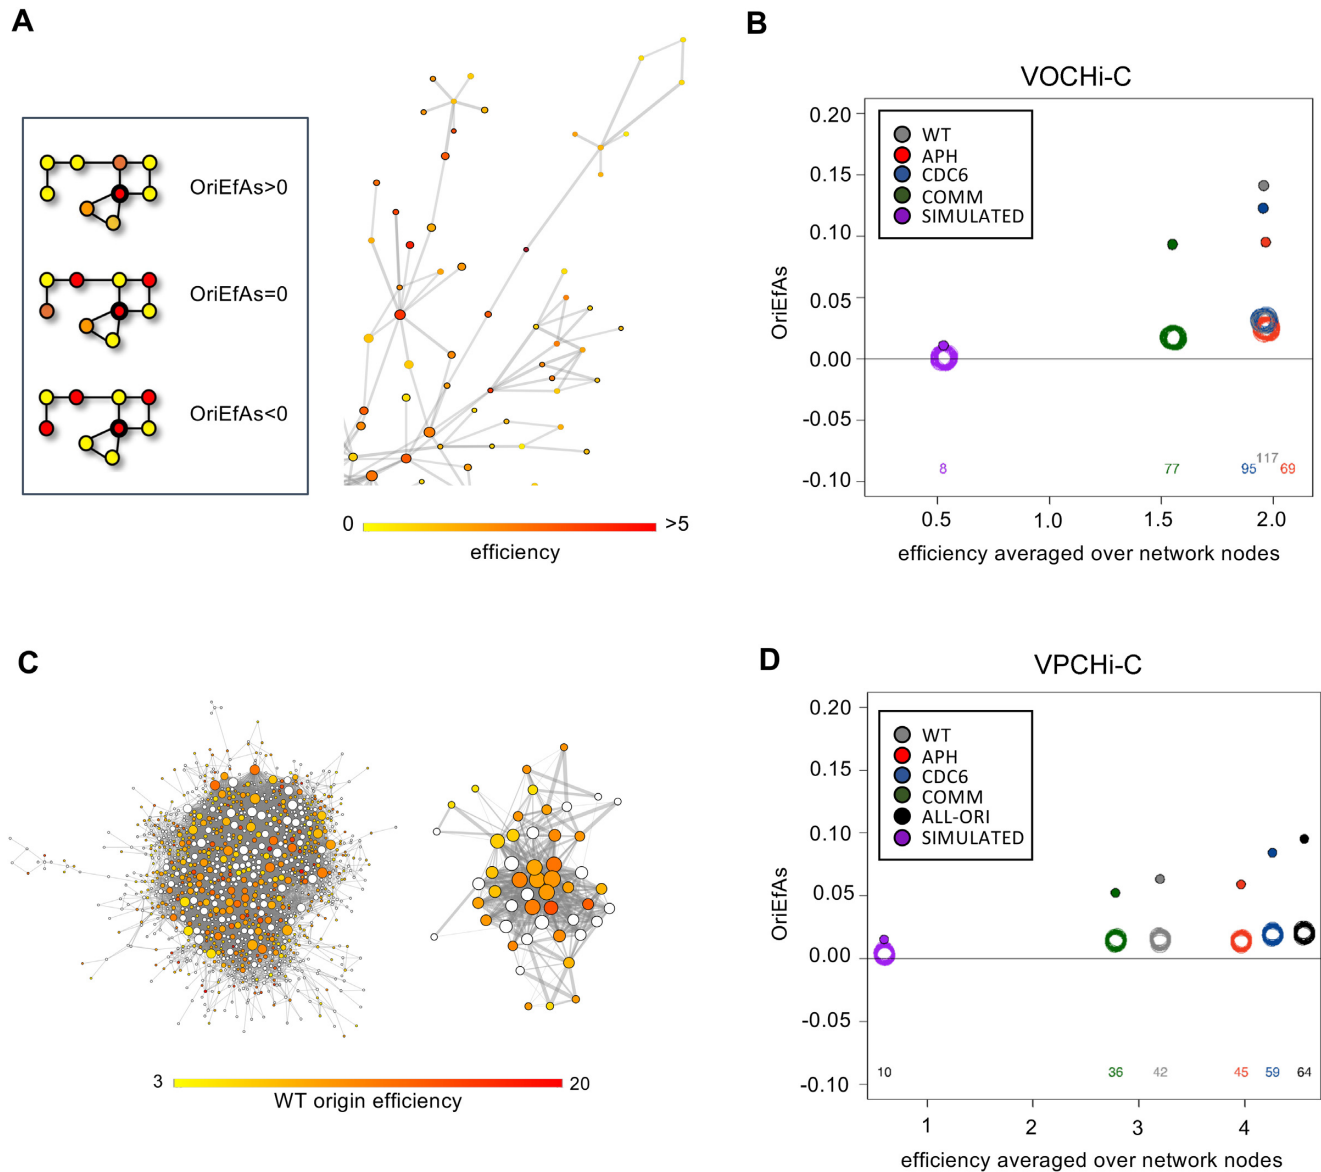 A
OriEfAs>0
OriEfAs=0
OriEfAs<0
0
>5
efficiency
B
VOCHi-C
WT
APH
CDC6
COMM
SIMULATED
0.20
0.15
0.10
0.05
0.00
-0.05
-0.10
OriEfAs
8
77
95
117
69
0.5
1.0
1.5
2.0
efficiency averaged over network nodes
C
3
20
WT origin efficiency
D
VPCHi-C
WT
APH
CDC6
COMM
ALL-ORI
SIMULATED
0.20
0.15
0.10
0.05
0.00
-0.05
-0.10
OriEfAs
10
36
42
45
59
64
1
2
3
4
efficiency averaged over network nodes